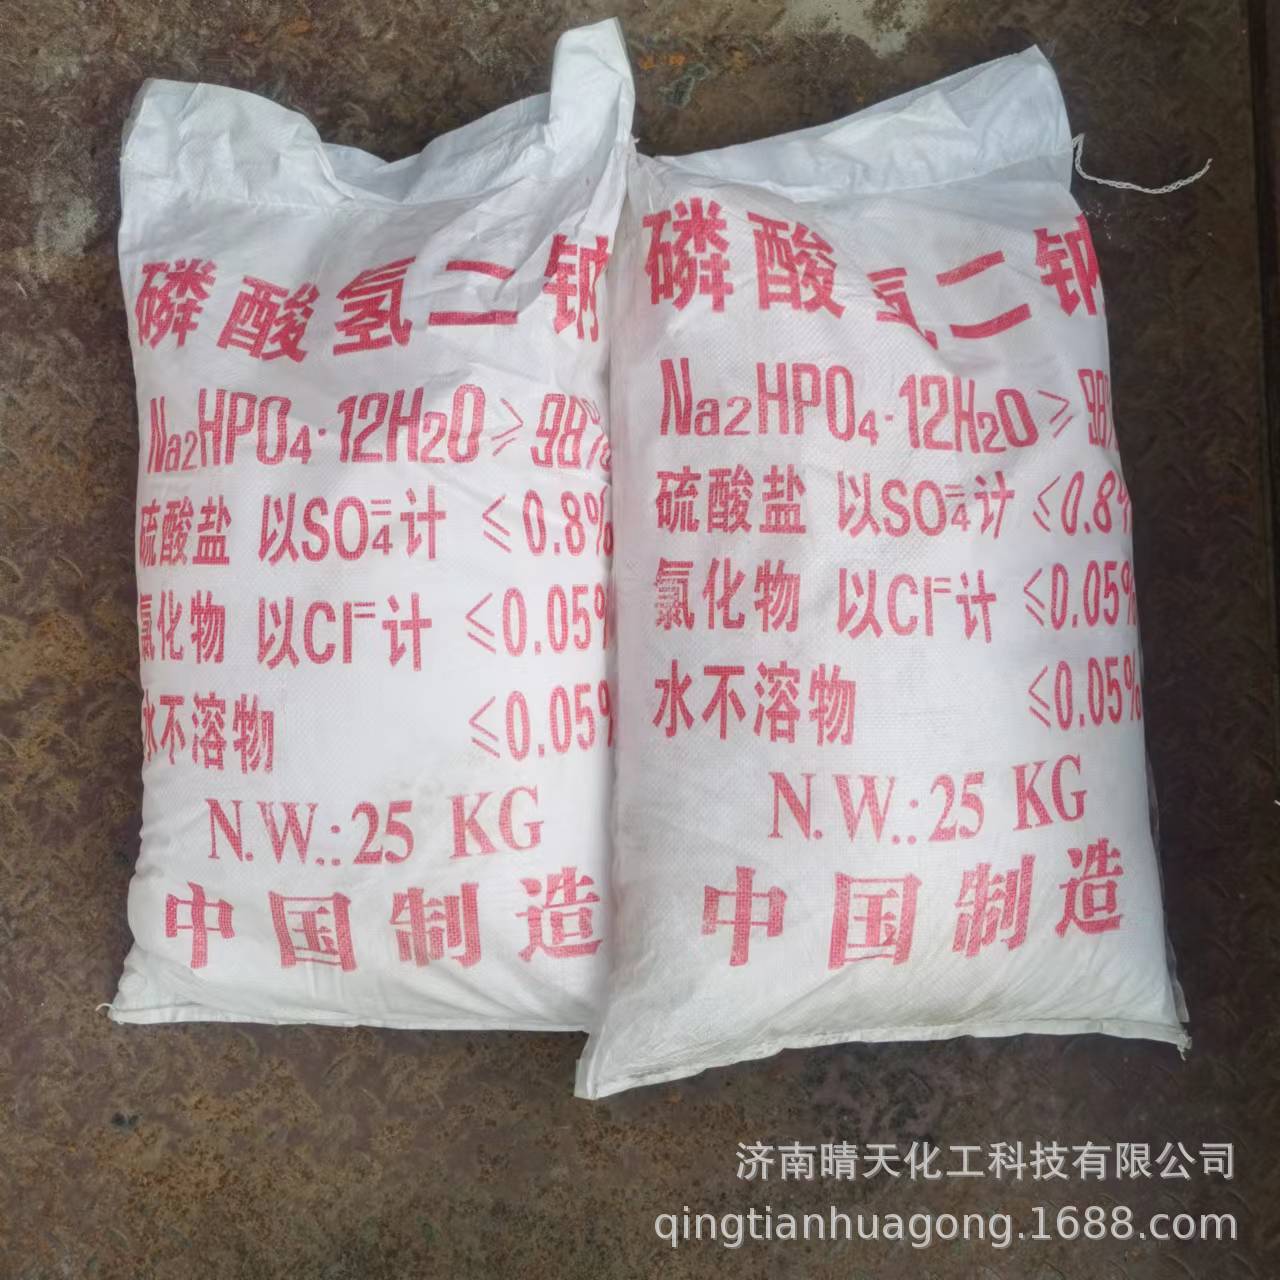 磷酸氢二钠
Na2HPO4·12H2O≥98%
硫酸盐 以SO4=计 ≤0.8%
氯化物 以Cl=计 ≤0.05%
水不溶物 ≤0.05%
N.W.:25 KG
中国制造
磷酸氢二钠
Na2HPO4·12H2O≥98%
硫酸盐 以SO4=计 ≤0.8%
氯化物 以Cl=计 ≤0.05%
水不溶物 ≤0.05%
N.W.:25 KG
中国制造
济南晴天化工科技有限公司
qingtianhuagong.1688.com